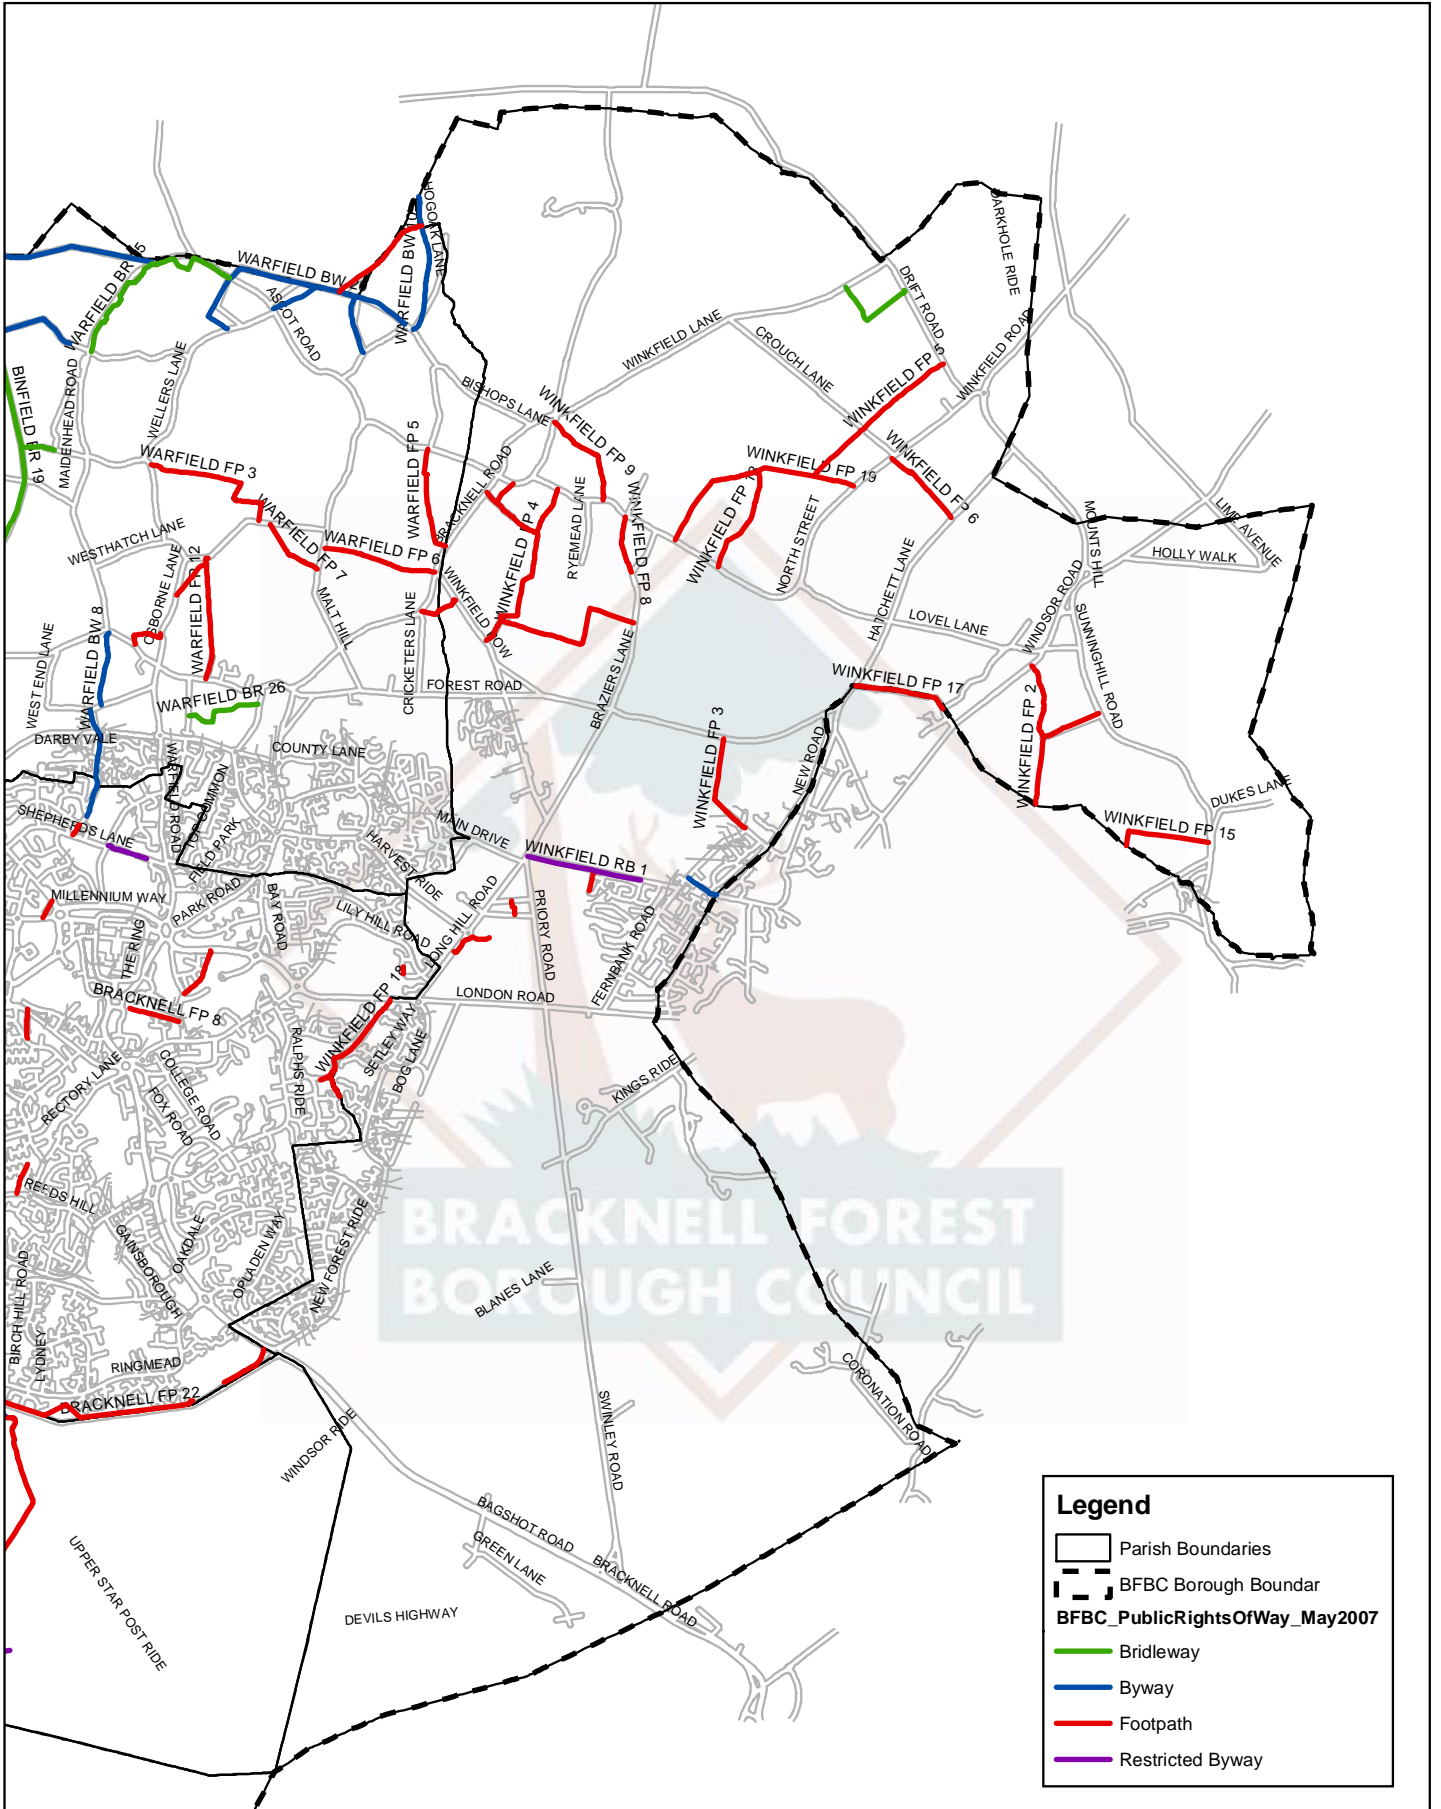 HOGOAK LANE
WARFIELD BW 10
DARKHOLE RIDE
WARFIELD BR 15
WARFIELD BW 2
DRIFT ROAD
ASCOT ROAD
WINKFIELD LANE
CROUCH LANE
WINKFIELD ROAD
WINKFIELD FP 5
BINFIELD BR 19
MAIDENHEAD ROAD
WELLERS LANE
BISHOPS LANE
WINKFIELD FP 9
WARFIELD FP 5
BRACKNELL ROAD
WARFIELD FP 3
WINKFIELD FP 19
WINKFIELD FP 6
WARFIELD FP 7
WARFIELD FP 6
WINKFIELD FP 4
RYEMEAD LANE
WINKFIELD FP 8
NORTH STREET
MOUNTS HILL
LIME AVENUE
HOLLY WALK
WESTHATCH LANE
OSBORNE LANE
WARFIELD FP 12
MALT HILL
CRICKETERS LANE
WINKFIELD ROW
HATCHETT LANE
LOVEL LANE
WINDSOR ROAD
SUNNINGHILL ROAD
WEST END LANE
WARFIELD BW 8
WARFIELD BR 26
FOREST ROAD
BRAZIERS LANE
WINKFIELD FP 17
WINKFIELD FP 2
DARBY VALE
COUNTY LANE
WARFIELD ROAD
WINKFIELD FP 3
NEW ROAD
DUKES LANE
SHEPHERDS LANE
FIELD PARK
HARVEST RIDE
MAIN DRIVE
WINKFIELD RB 1
WINKFIELD FP 15
MILLENNIUM WAY
PARK ROAD
BAY ROAD
LILY HILL ROAD
LONG HILL ROAD
PRIORY ROAD
FERNBANK ROAD
THE RING
BRACKNELL FP 8
WINKFIELD FP 18
LONDON ROAD
SETLEY WAY
BOG LANE
RALPHS RIDE
RECTORY LANE
COLLEGE ROAD
FOX ROAD
KINGS RIDE
REEDS HILL
GAINSBOROUGH
OAKDALE
OPLADEN WAY
NEW FOREST RIDE
BRACKNELL FOREST
BOROUGH COUNCIL
BLANES LANE
BIRCH HILL ROAD
LYDNEY
RINGMEAD
BRACKNELL FP 22
WINDSOR RIDE
SWINLEY ROAD
CORONATION ROAD
BAGSHOT ROAD
GREEN LANE
BRACKNELL ROAD
UPPER STAR POST RIDE
DEVILS HIGHWAY
Legend
Parish Boundaries
BFBC Borough Boundar
BFBC_PublicRightsOfWay_May2007
Bridleway
Byway
Footpath
Restricted Byway